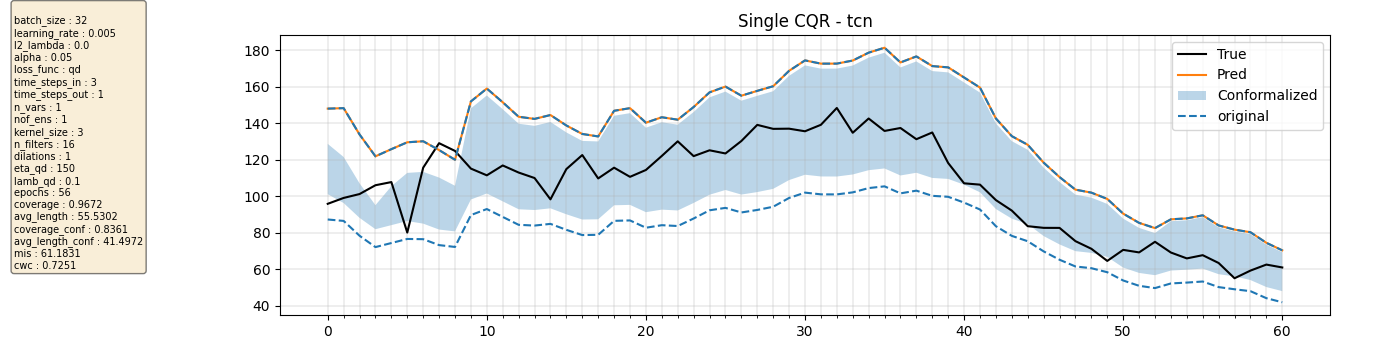 batch_size : 32
learning_rate : 0.005
l2_lambda : 0.0
alpha : 0.05
loss_func : qd
time_steps_in : 3
time_steps_out : 1
n_vars : 1
nof_ens : 1
kernel_size : 3
n_filters : 16
dilations : 1
eta_qd : 150
lamb_qd : 0.1
epochs : 56
coverage : 0.9672
avg_length : 55.5302
coverage_conf : 0.8361
avg_length_conf : 41.4972
mis : 61.1831
cwc : 0.7251
Single CQR - tcn
180
160
140
120
100
80
60
40
0 10 20 30 40 50 60
True
Pred
Conformalized
original